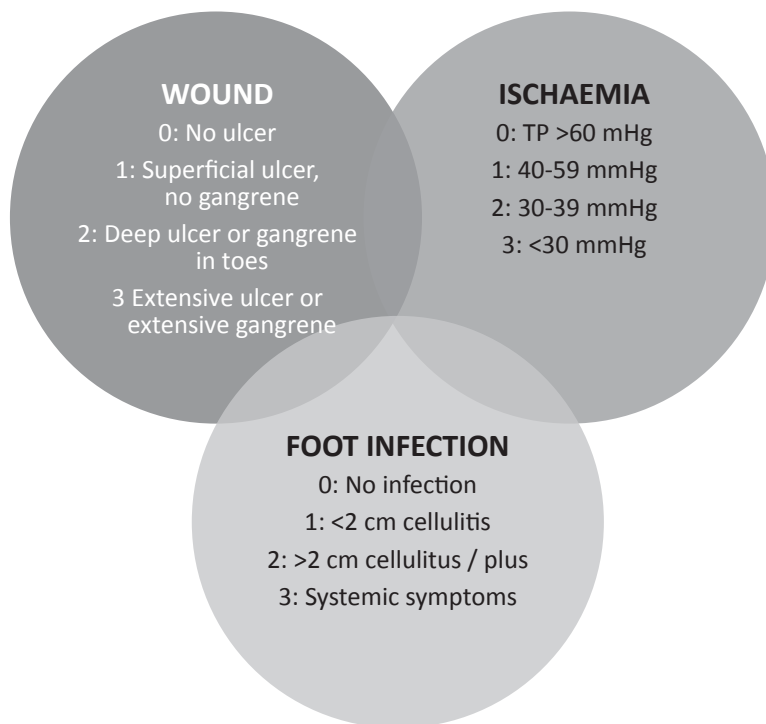 WOUND
0: No ulcer
1: Superficial ulcer,
no gangrene
2: Deep ulcer or gangrene
in toes
3 Extensive ulcer or
extensive gangrene
ISCHAEMIA
0: TP >60 mHg
1: 40-59 mmHg
2: 30-39 mmHg
3: <30 mmHg
FOOT INFECTION
0: No infection
1: <2 cm cellulitis
2: >2 cm cellulitus / plus
3: Systemic symptoms